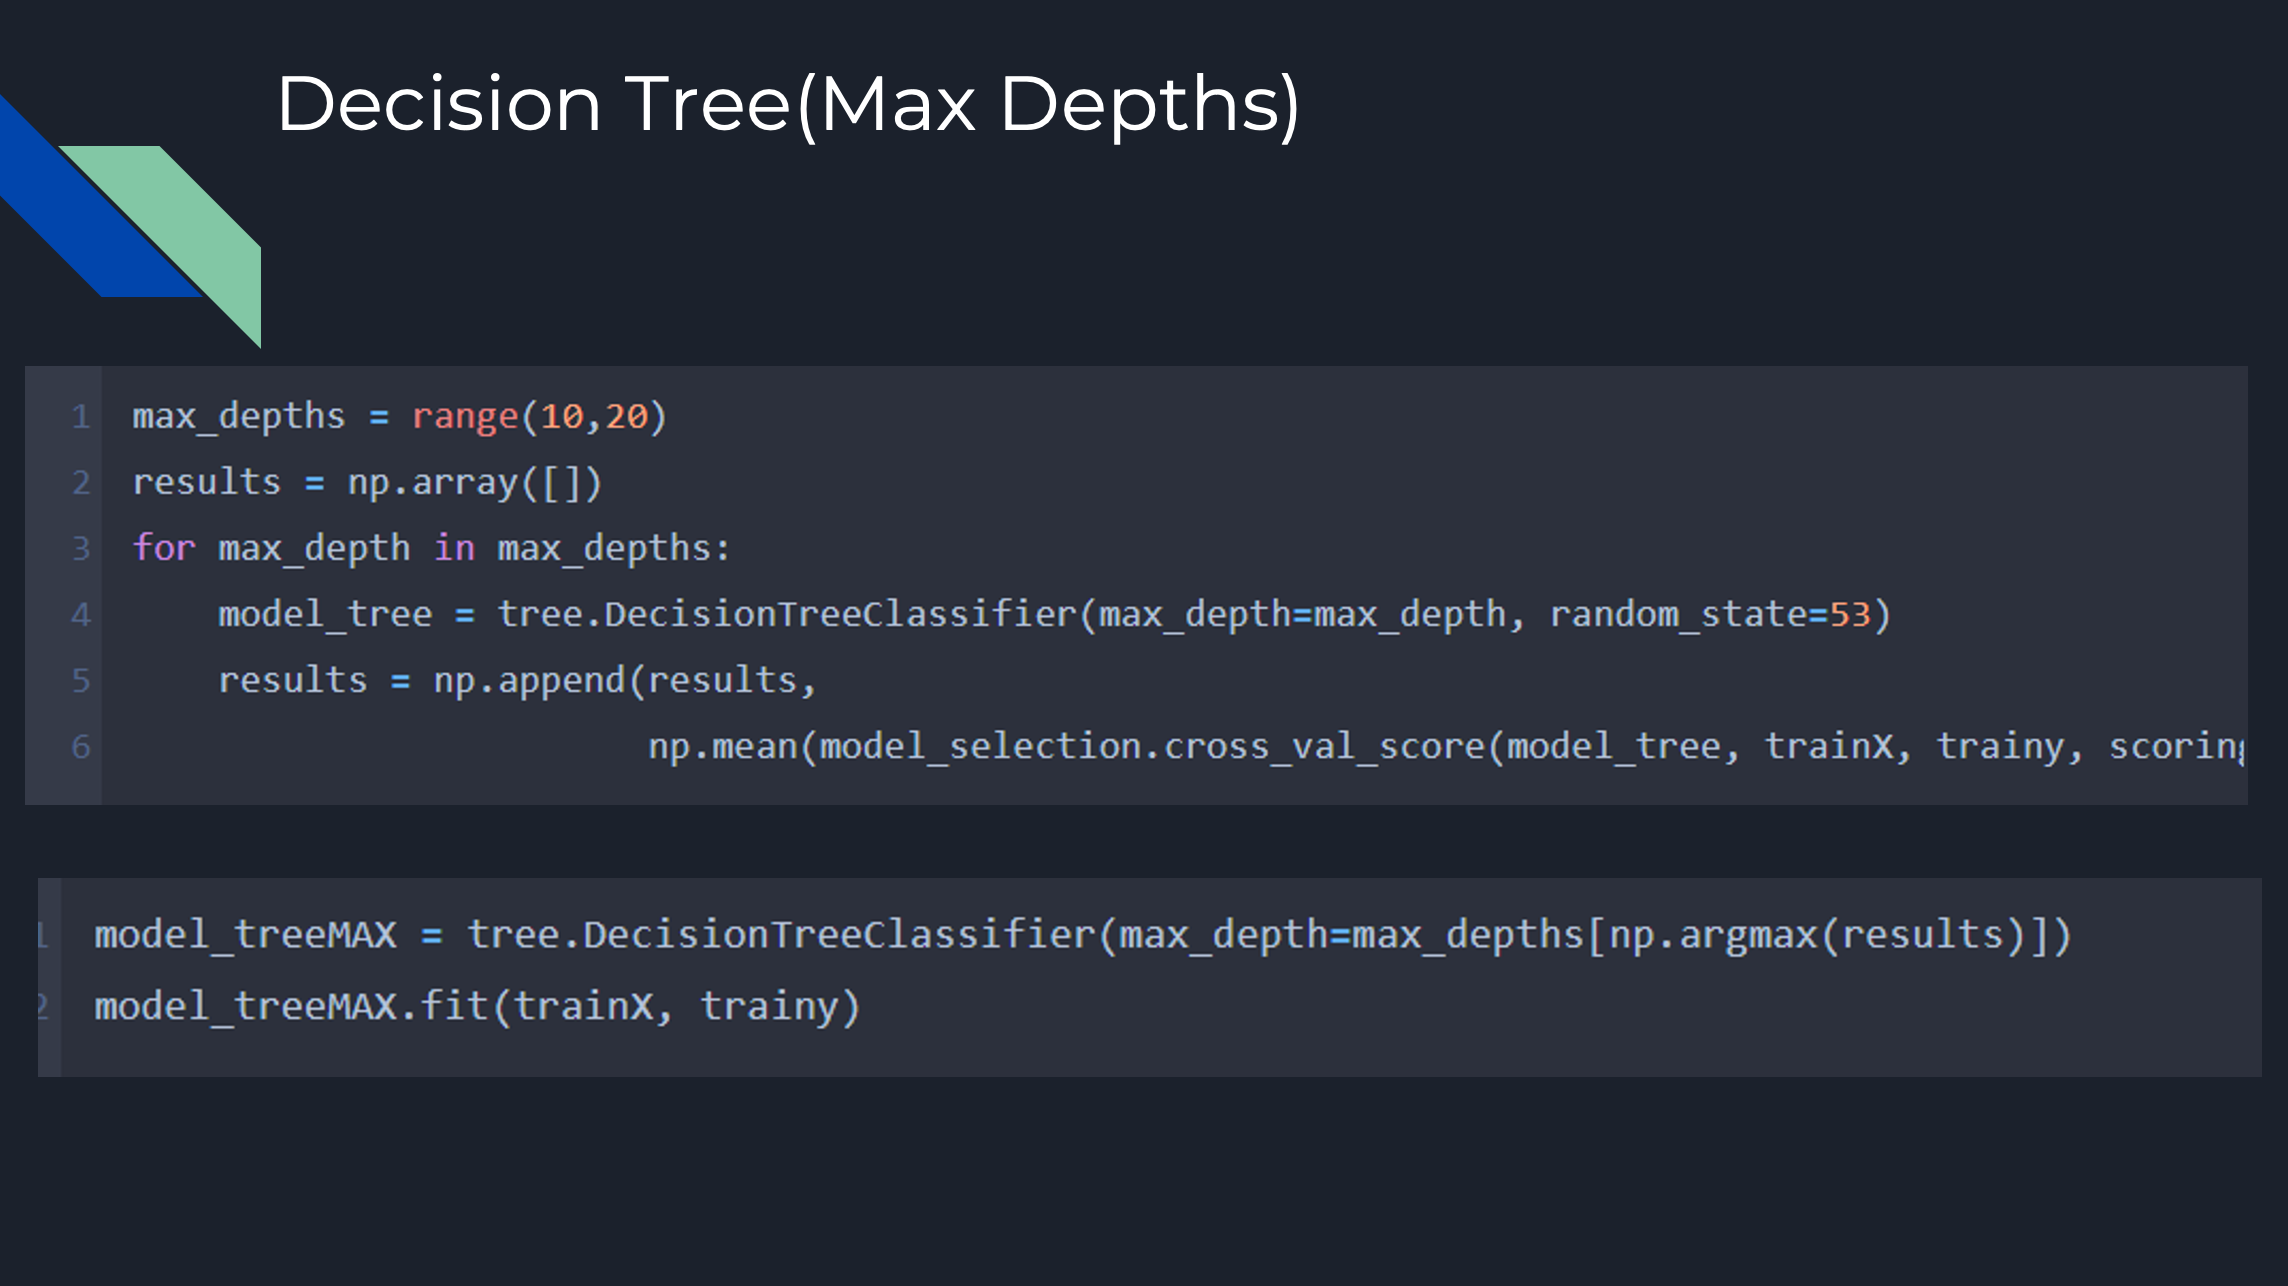 Decision Tree(Max Depths)
1 max_depths = range(10,20)
2 results = np.array([])
3 for max_depth in max_depths:
4     model_tree = tree.DecisionTreeClassifier(max_depth=max_depth, random_state=53)
5     results = np.append(results,
6                         np.mean(model_selection.cross_val_score(model_tree, trainX, trainy, scoring
1 model_treeMAX = tree.DecisionTreeClassifier(max_depth=max_depths[np.argmax(results)])
2 model_treeMAX.fit(trainX, trainy)